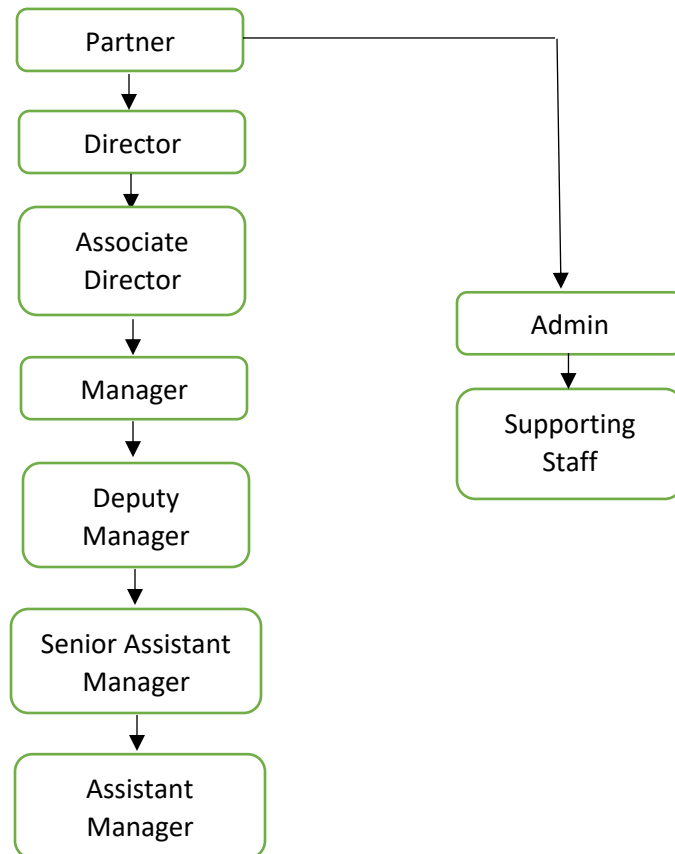 Partner
Director
Associate
Director
Admin
Manager
Supporting
Staff
Deputy
Manager
Senior Assistant
Manager
Assistant
Manager